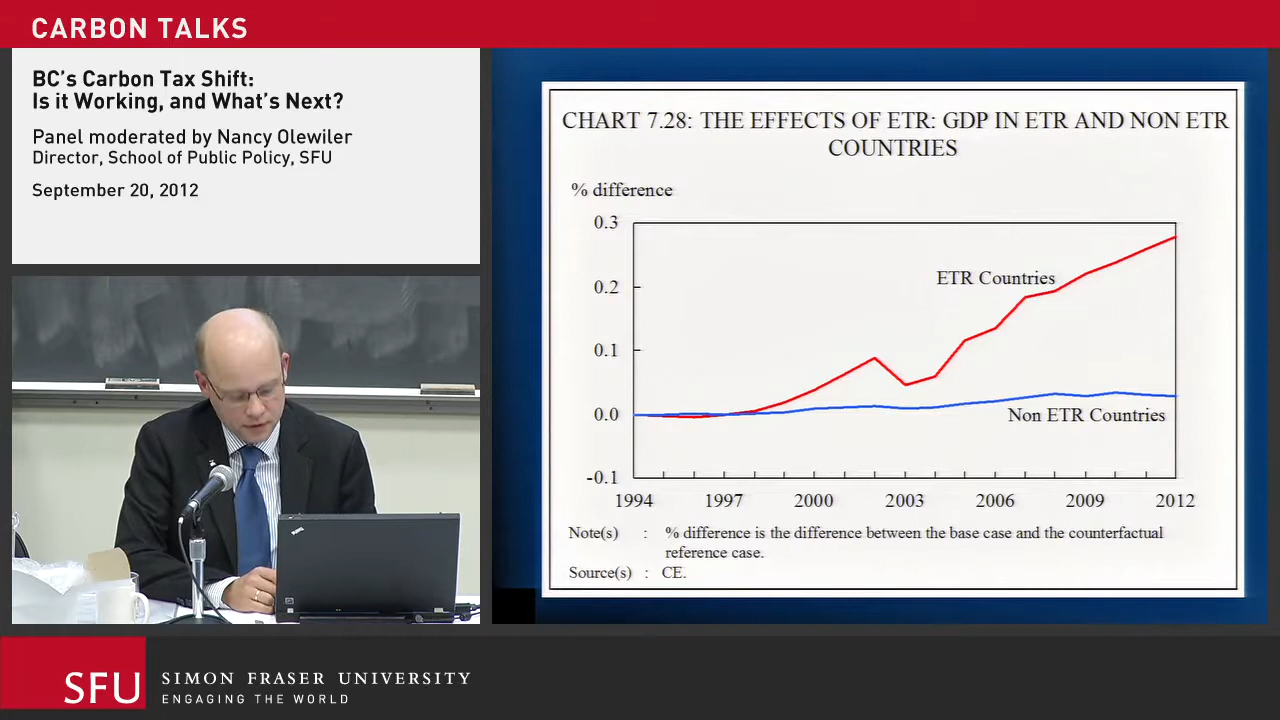 CARBON TALKS
BC's Carbon Tax Shift:
Is it Working, and What's Next?
Panel moderated by Nancy Olewiler
Director, School of Public Policy, SFU
September 20, 2012
CHART 7.28: THE EFFECTS OF ETR: GDP IN ETR AND NON ETR
COUNTRIES
% difference
0.3
0.2
0.1
0.0
-0.1
ETR Countries
Non ETR Countries
1994 1997 2000 2003 2006 2009 2012
Note(s) : % difference is the difference between the base case and the counterfactual
reference case.
Source(s) : CE.
SFU
SIMON FRASER UNIVERSITY
ENGAGING THE WORLD